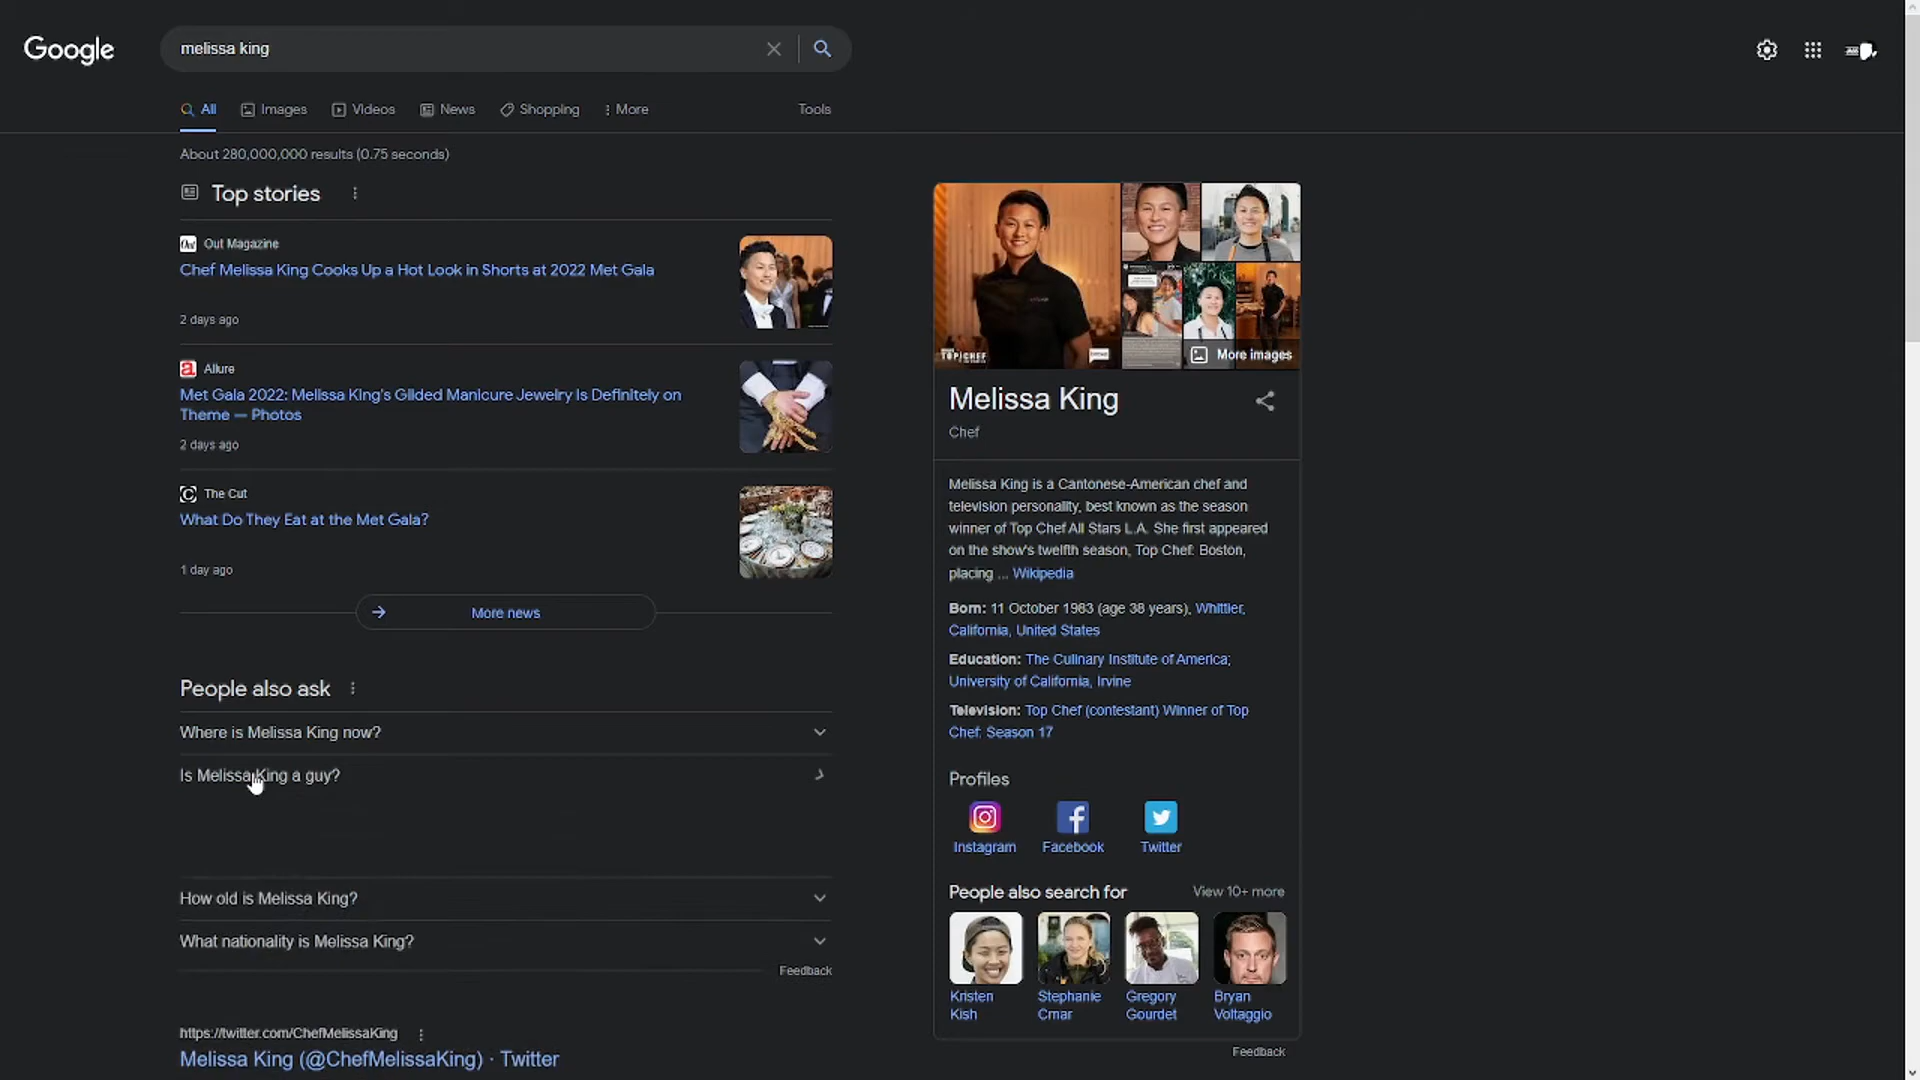 Google
melissa king
All
Images
Videos
News
Shopping
More
Tools
About 280,000,000 results (0.75 seconds)
Top stories
Out Magazine
Chef Melissa King Cooks Up a Hot Look in Shorts at 2022 Met Gala
2 days ago
Allure
Met Gala 2022: Melissa King's Gilded Manicure Jewelry Is Definitely on
Theme — Photos
2 days ago
The Cut
What Do They Eat at the Met Gala?
1 day ago
More news
People also ask
Where is Melissa King now?
Is Melissa King a guy?
How old is Melissa King?
What nationality is Melissa King?
Feedback
https://twitter.com/ChefMelissaKing
Melissa King (@ChefMelissaKing) · Twitter
TOP CHEF
More images
Melissa King
Chef
Melissa King is a Cantonese-American chef and
television personality, best known as the season
winner of Top Chef All Stars L.A. She first appeared
on the show's twelfth season, Top Chef: Boston,
placing ... Wikipedia
Born: 11 October 1983 (age 38 years), Whittier,
California, United States
Education: The Culinary Institute of America;
University of California, Irvine
Television: Top Chef (contestant) Winner of Top
Chef: Season 17
Profiles
Instagram
Facebook
Twitter
People also search for
View 10+ more
Kristen
Kish
Stephanie
Cmar
Gregory
Gourdet
Bryan
Voltaggio
Feedback